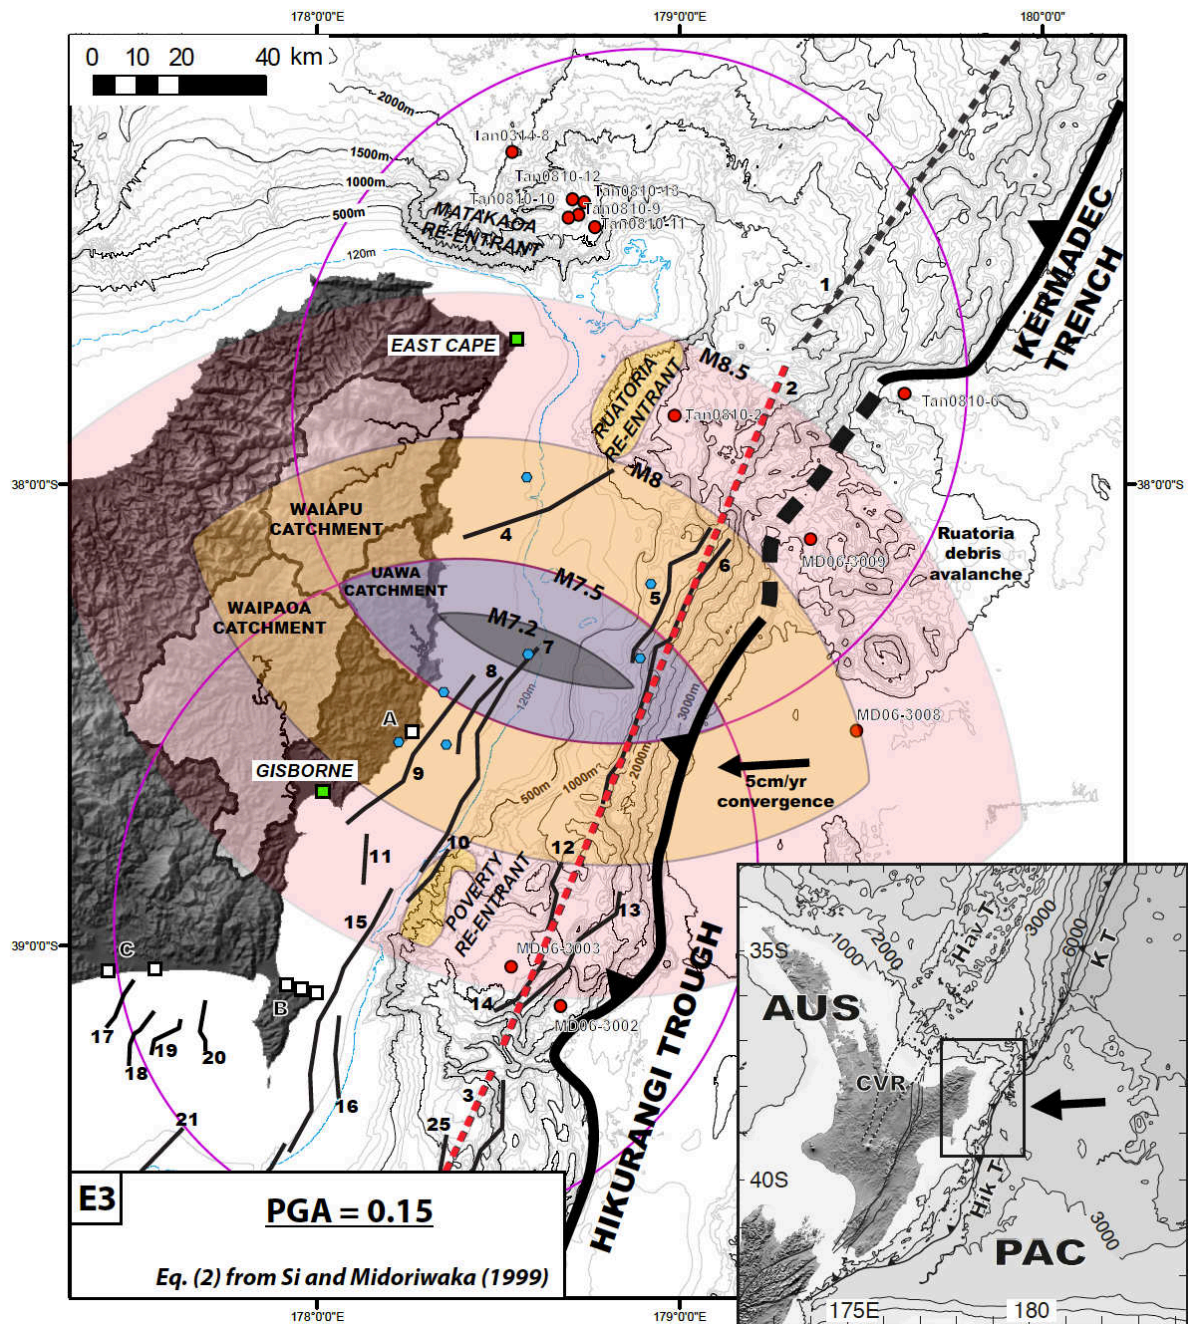 178°0'0"E
179°0'0"E
180°0'0"
0 10 20 40 km
2000m
1500m
1000m
500m
120m
Tan0314-8
Tan0810-12
Tan0810-13
Tan0810-10
Tan0810-9
Tan0810-11
MATAKAOA
RE-ENTRANT
1
KERMADEC
TRENCH
EAST CAPE
M8.5
2
RUATORIA
RE-ENTRANT
Tan0810-2
Tan0810-6
M8
38°0'0"S
38°0'0"S
WAIAPU
CATCHMENT
4
Ruatoria
debris
avalanche
MD06-3009
6
UAWA
CATCHMENT
M7.5
5
WAIPAOA
CATCHMENT
M7.2
7
8
120m
3000m
A
MD06-3008
9
2000m
GISBORNE
500m
1000m
5cm/yr
convergence
10
11
12
POVERTY
RE-ENTRANT
13
15
39°0'0"S
C
MD06-3003
B
14
MD06-3002
HIKURANGI TROUGH
17
18
19
20
16
3
21
25
E3
PGA = 0.15
Eq. (2) from Si and Midoriwaka (1999)
178°0'0"E
179°0'0"E
35S
1000
2000
Hav T
3000
6000
K T
AUS
CVR
40S
Hik T
PAC
3000
175E
180